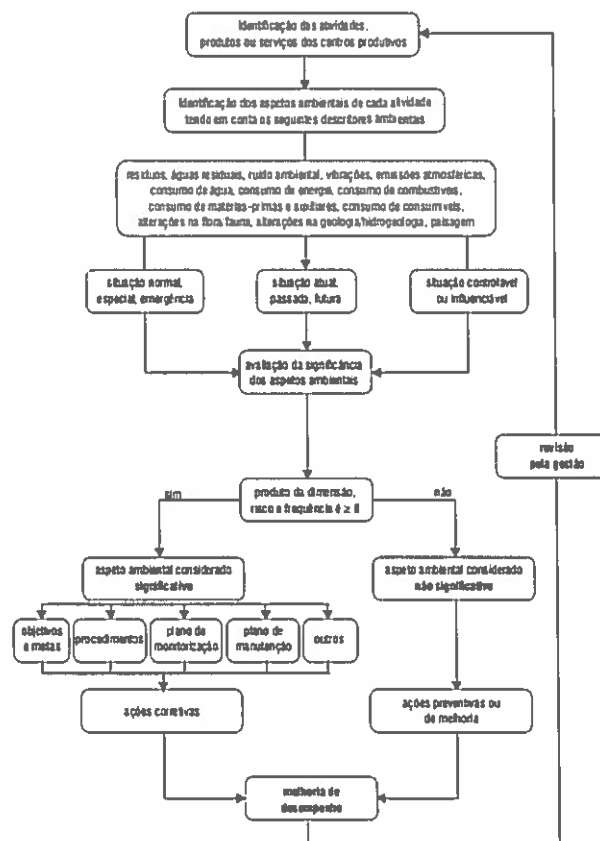 identificação das atividades,
produtos ou serviços dos centros produtivos
identificação dos aspetos ambientais de cada atividade
tendo em conta os seguintes descritores ambientais
resíduos, águas residuais, ruído ambiental, vibrações, emissões atmosféricas,
consumo de água, consumo de energia, consumo de combustíveis,
consumo de matérias-primas e auxiliares, consumo de consumíveis,
alterações na flora/fauna, alterações na geologia/hidrogeologia, paisagem
situação normal,
especial, emergência
situação atual,
passada, futura
situação controlável
ou influenciável
avaliação da significância
dos aspetos ambientais
revisão
pela gestão
sim
produto da dimensão,
risco e frequência é ≥
não
aspeto ambiental considerado
significativo
aspeto ambiental considerado
não significativo
objetivos
e metas
procedimentos
plano de
monitorização
plano de
manutenção
outros
ações corretivas
ações preventivas ou
de melhoria
melhoria de
desempenho